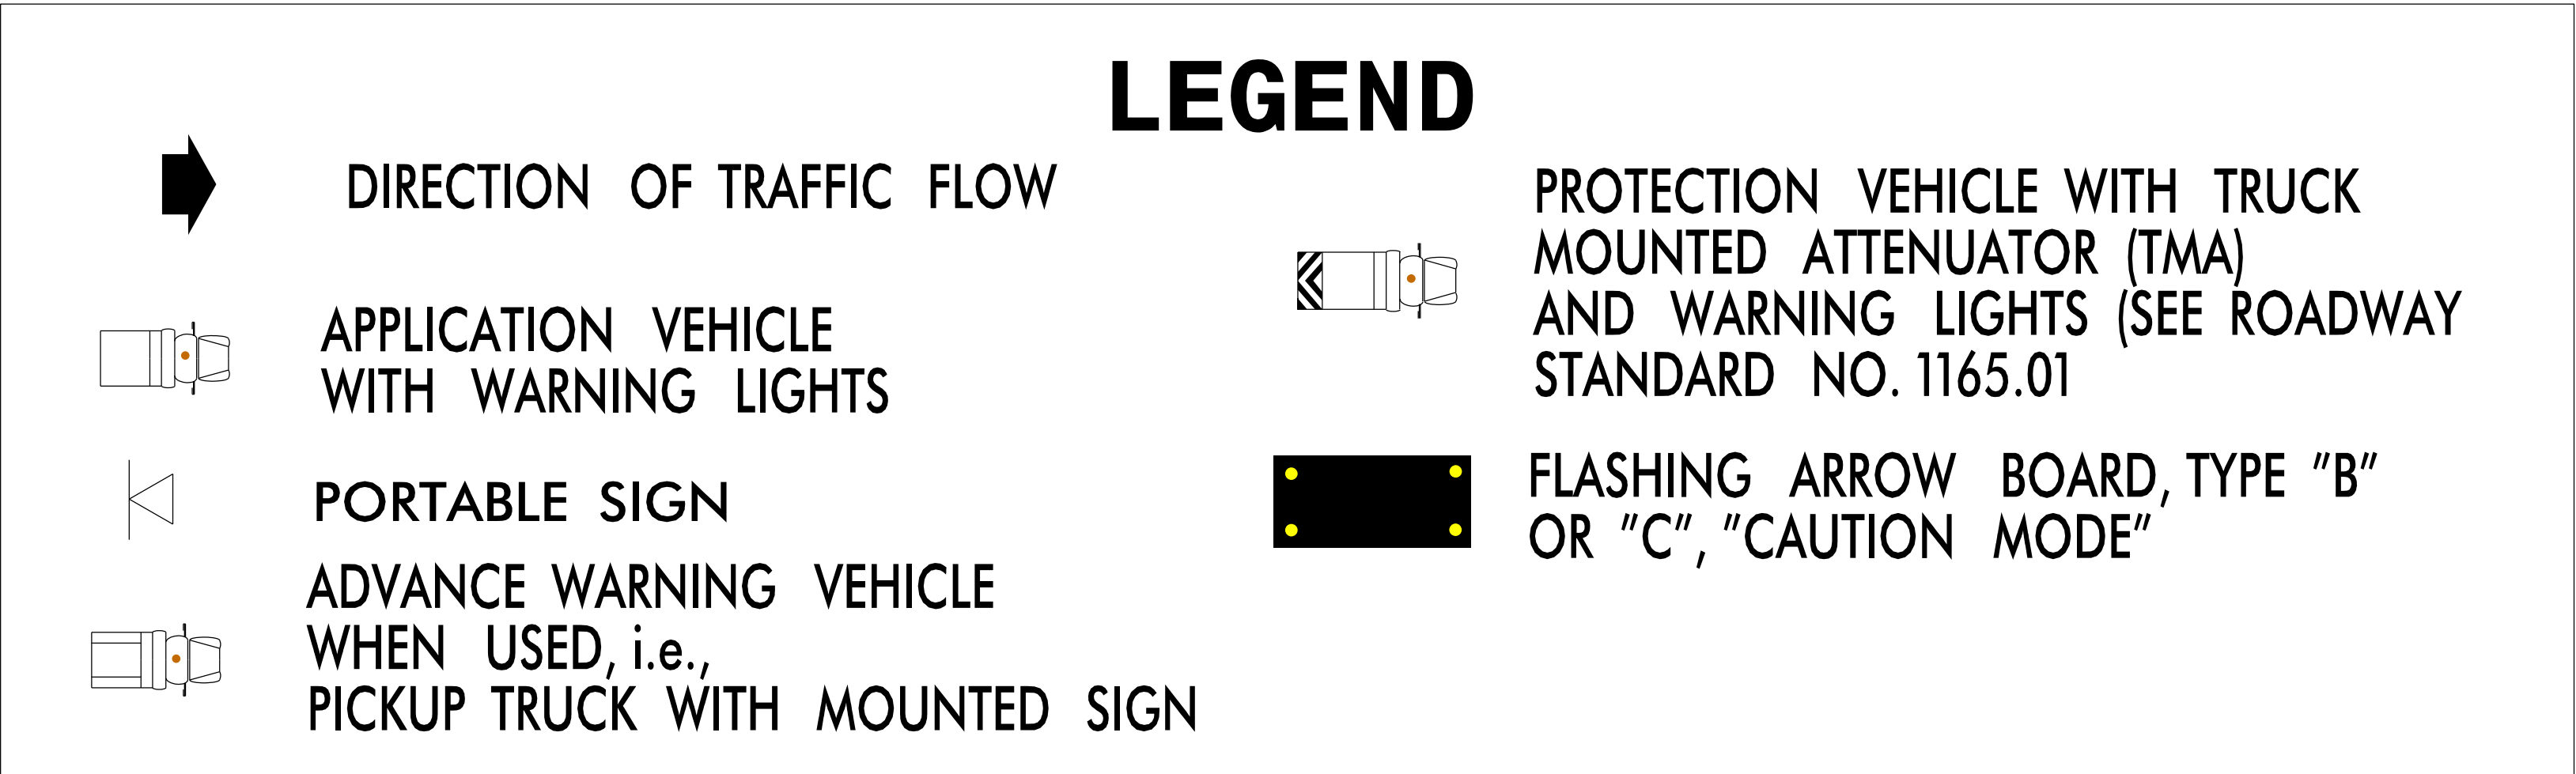 LEGEND
DIRECTION OF TRAFFIC FLOW
APPLICATION VEHICLE
WITH WARNING LIGHTS
PORTABLE SIGN
ADVANCE WARNING VEHICLE
WHEN USED, i.e.,
PICKUP TRUCK WITH MOUNTED SIGN
PROTECTION VEHICLE WITH TRUCK
MOUNTED ATTENUATOR (TMA)
AND WARNING LIGHTS (SEE ROADWAY
STANDARD NO. 1165.01
FLASHING ARROW BOARD, TYPE "B"
OR "C", "CAUTION MODE"